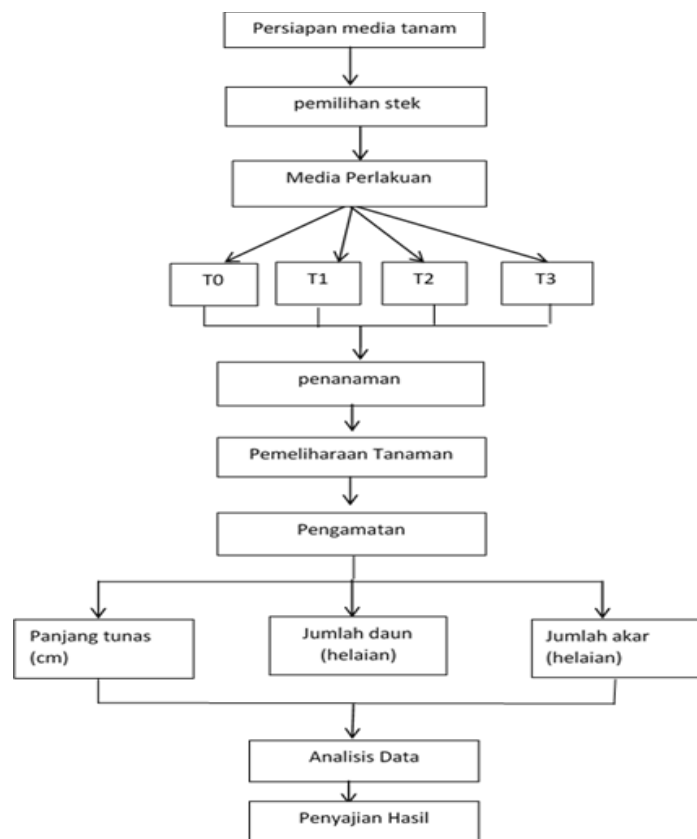 Persiapan media tanam
pemilihan stek
Media Perlakuan
T0
T1
T2
T3
penanaman
Pemeliharaan Tanaman
Pengamatan
Panjang tunas
(cm)
Jumlah daun
(helaian)
Jumlah akar
(helaian)
Analisis Data
Penyajian Hasil